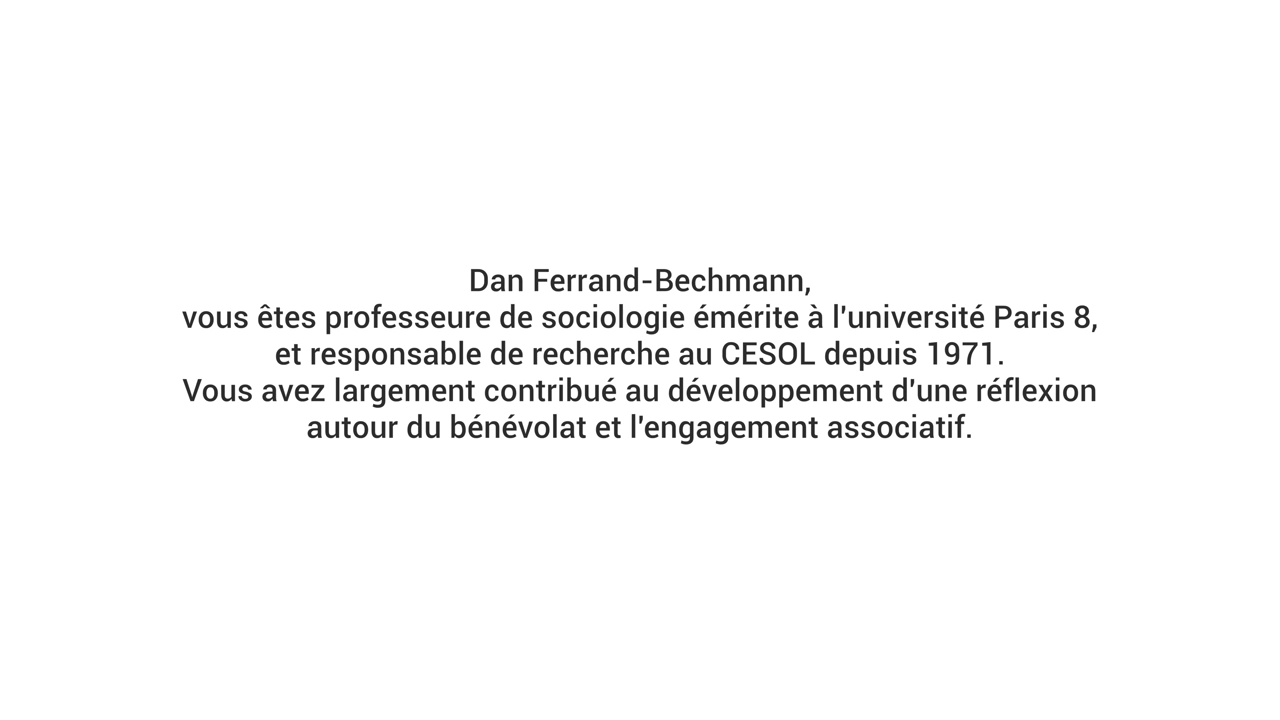 Dan Ferrand-Bechmann,
vous êtes professeure de sociologie émérite à l'université Paris 8,
et responsable de recherche au CESOL depuis 1971.
Vous avez largement contribué au développement d'une réflexion
autour du bénévolat et l'engagement associatif.